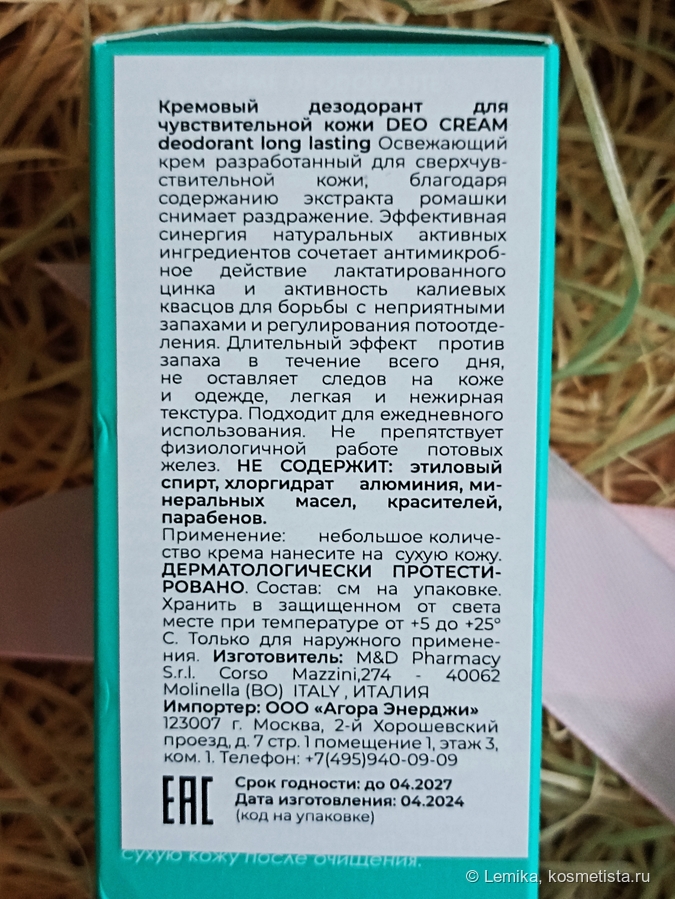 Кремовый дезодорант для
чувствительной кожи DEO CREAM
deodorant long lasting Освежающий
крем разработанный для сверхчув-
ствительной кожи, благодаря
содержанию экстракта ромашки
снимает раздражение. Эффективная
синергия натуральных активных
ингредиентов сочетает антимикроб-
ное действие лактатированного
цинка и активность калиевых
квасцов для борьбы с неприятными
запахами и регулирования потоотде-
ления. Длительный эффект против
запаха в течение всего дня,
не оставляет следов на коже
и одежде, легкая и нежирная
текстура. Подходит для ежедневного
использования. Не препятствует
физиологичной работе потовых
желез. НЕ СОДЕРЖИТ: этиловый
спирт, хлоргидрат алюминия, ми-
неральных масел, красителей,
парабенов.
Применение: небольшое количе-
ство крема нанесите на сухую кожу.
ДЕРМАТОЛОГИЧЕСКИ ПРОТЕСТИ-
РОВАНО. Состав: см на упаковке.
Хранить в защищенном от света
месте при температуре от +5 до +25°
С. Только для наружного примене-
ния. Изготовитель: M&D Pharmacy
S.r.l. Corso Mazzini,274 - 40062
Molinella (BO) ITALY , ИТАЛИЯ
Импортер: ООО «Агора Энерджи»
123007 г. Москва, 2-й Хорошевский
проезд, д. 7 стр. 1 помещение 1, этаж 3,
ком. 1. Телефон: +7(495)940-09-09
EAC
Срок годности: до 04.2027
Дата изготовления: 04.2024
(код на упаковке)
сухую кожу после очищения.
© Lemika, kosmetista.ru